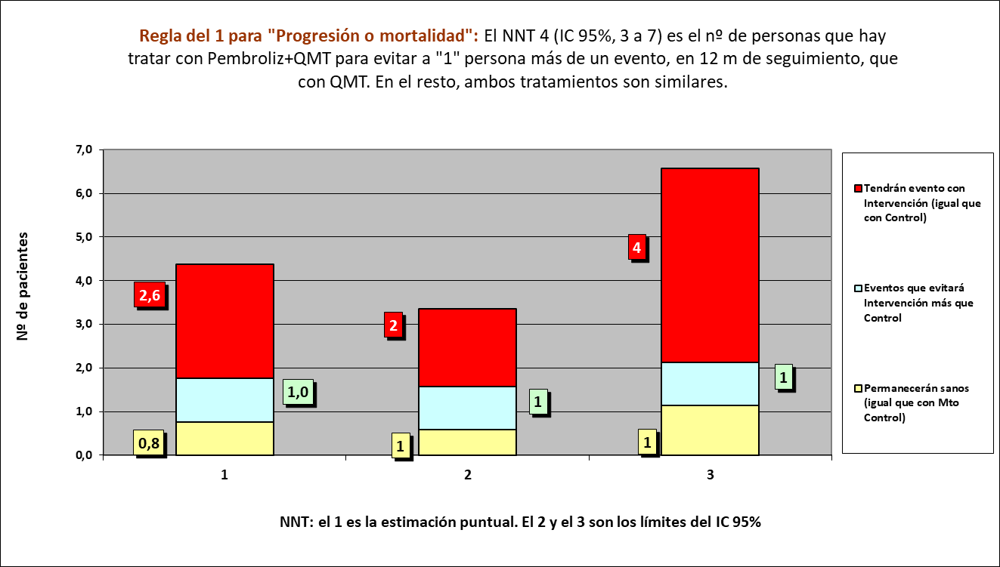 Regla del 1 para "Progresión o mortalidad": El NNT 4 (IC 95%, 3 a 7) es el nº de personas que hay
tratar con Pembroliz+QMT para evitar a "1" persona más de un evento, en 12 m de seguimiento, que
con QMT. En el resto, ambos tratamientos son similares.
Nº de pacientes
7,0
6,0
5,0
4,0
3,0
2,0
1,0
0,0
2,6
1,0
0,8
2
1
1
4
1
1
1
2
3
NNT: el 1 es la estimación puntual. El 2 y el 3 son los límites del IC 95%
Tendrán evento con
Intervención (igual que
con Control)
Eventos que evitará
Intervención más que
Control
Permanecerán sanos
(igual que con Mto
Control)